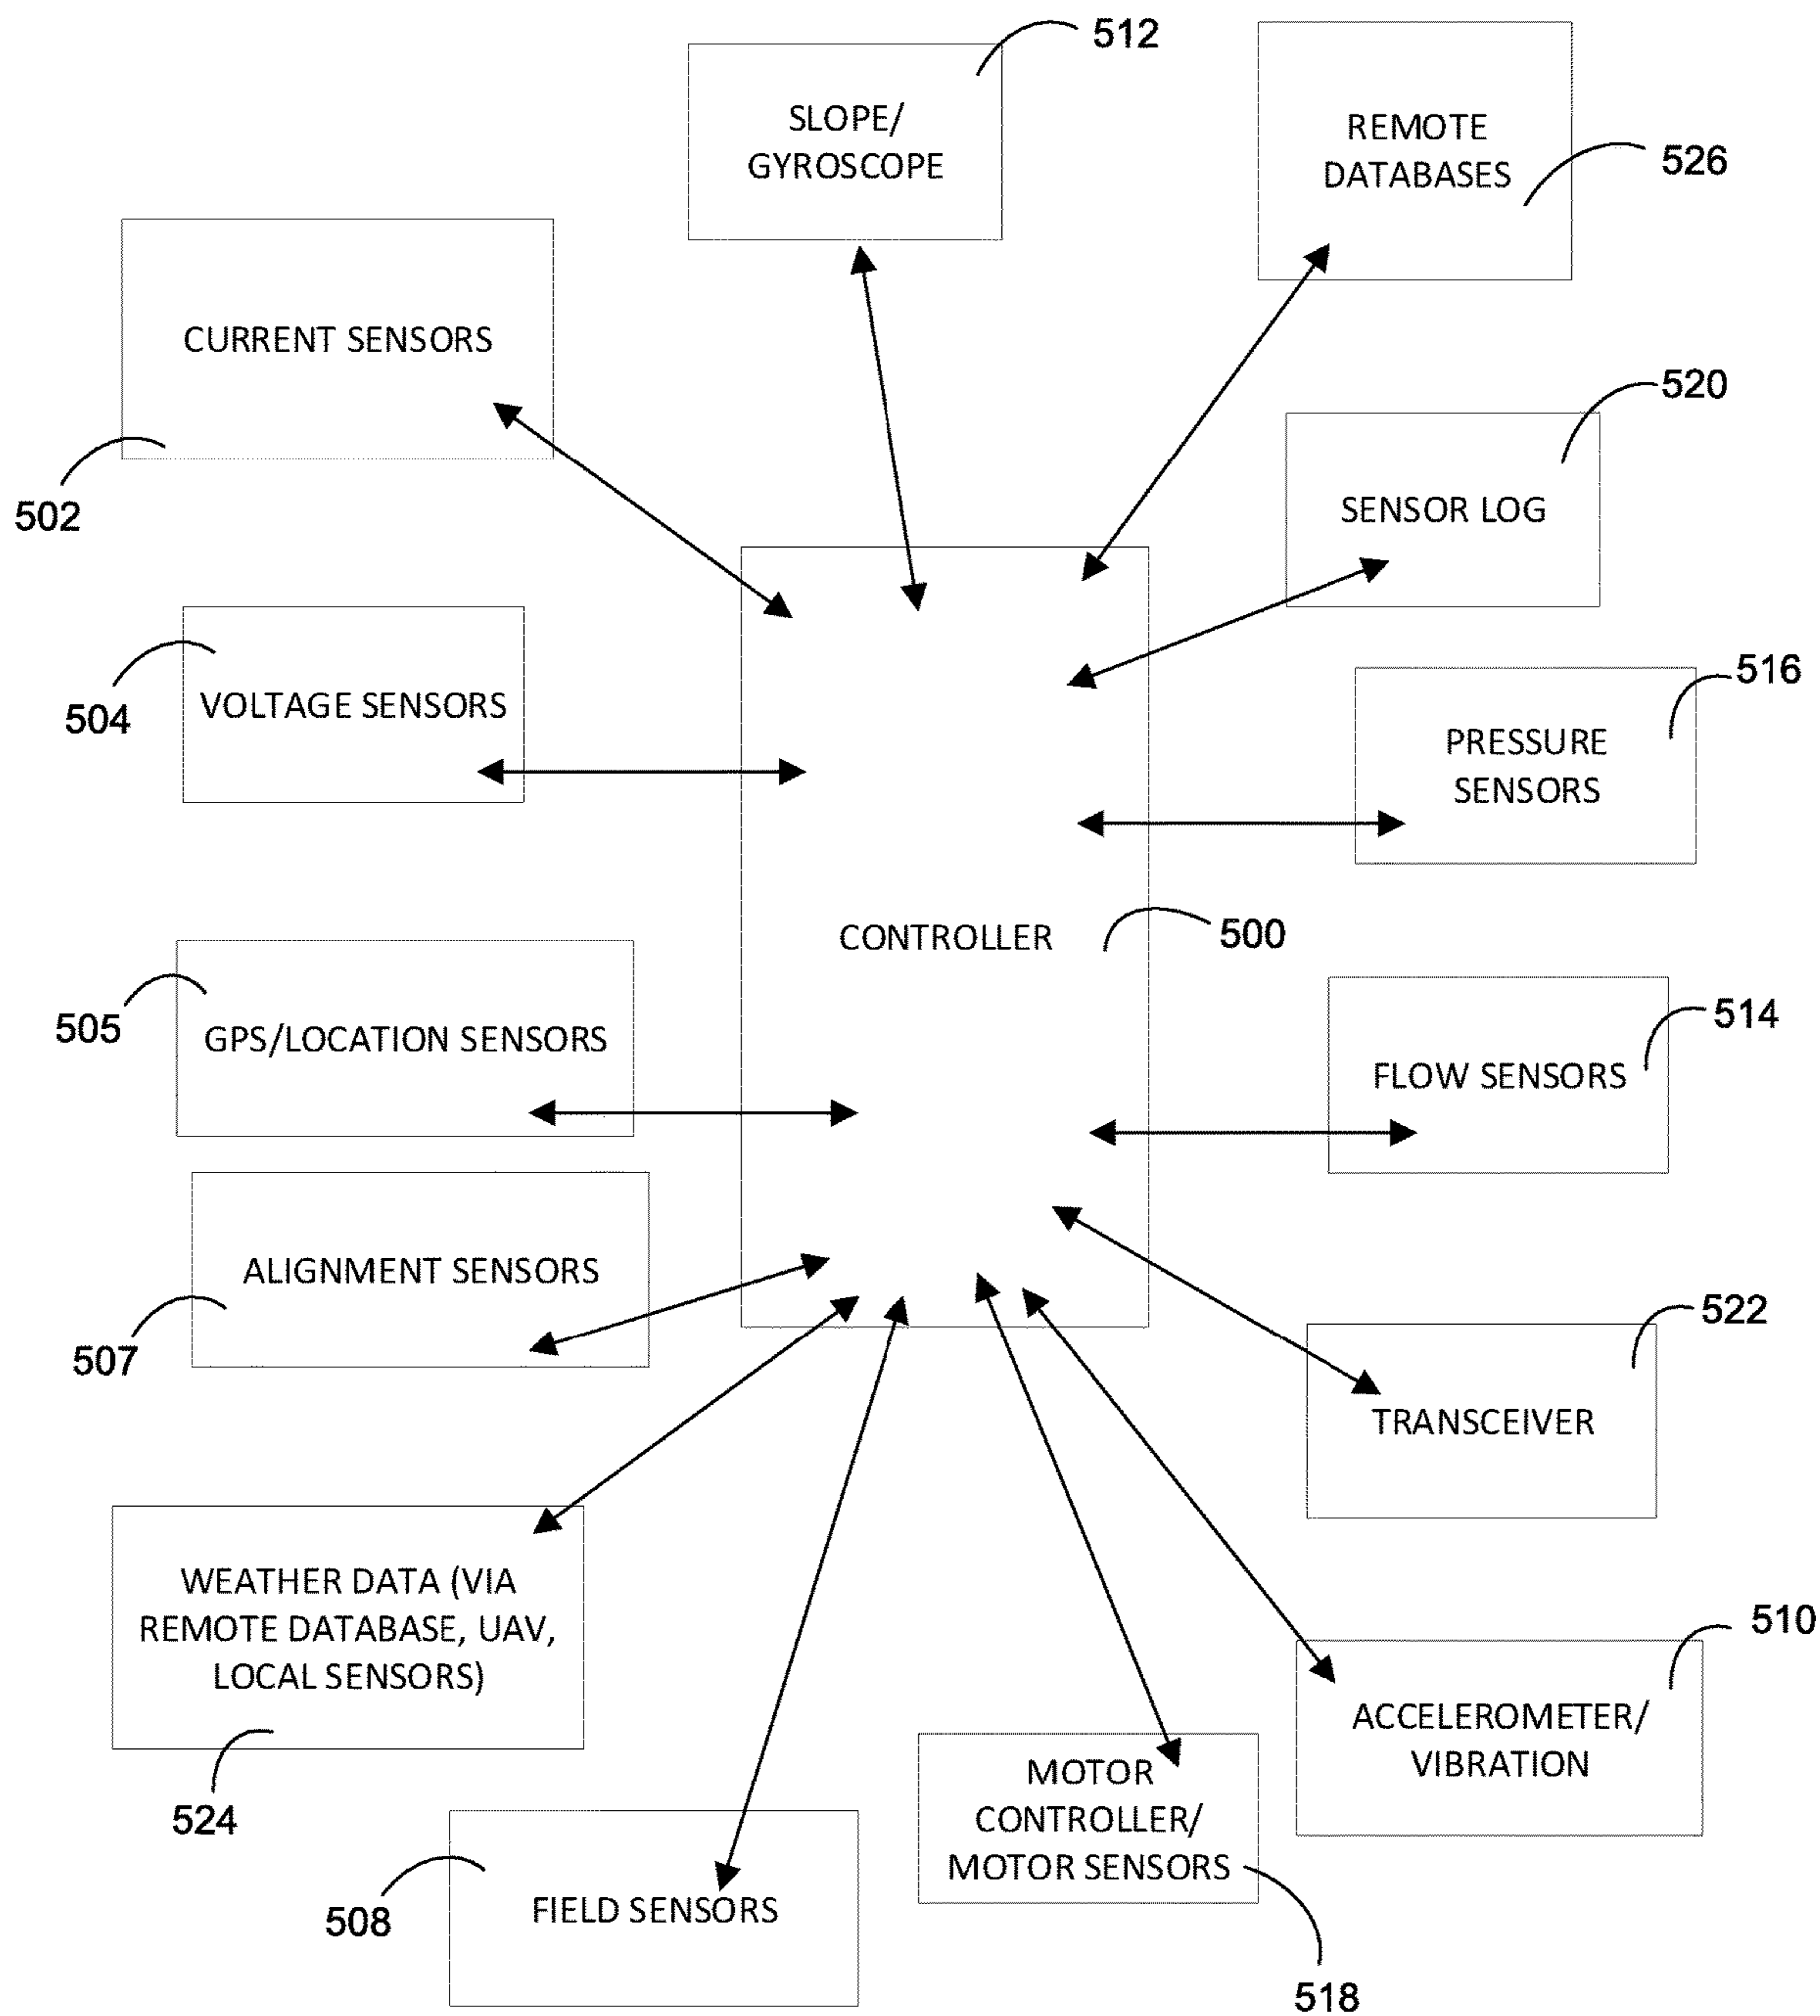 512
SLOPE/
GYROSCOPE
REMOTE
DATABASES
526
CURRENT SENSORS
502
520
SENSOR LOG
504
VOLTAGE SENSORS
516
PRESSURE
SENSORS
CONTROLLER
500
505
GPS/LOCATION SENSORS
514
FLOW SENSORS
ALIGNMENT SENSORS
507
522
TRANSCEIVER
WEATHER DATA (VIA
REMOTE DATABASE, UAV,
LOCAL SENSORS)
524
510
ACCELEROMETER/
VIBRATION
MOTOR
CONTROLLER/
MOTOR SENSORS
518
508
FIELD SENSORS